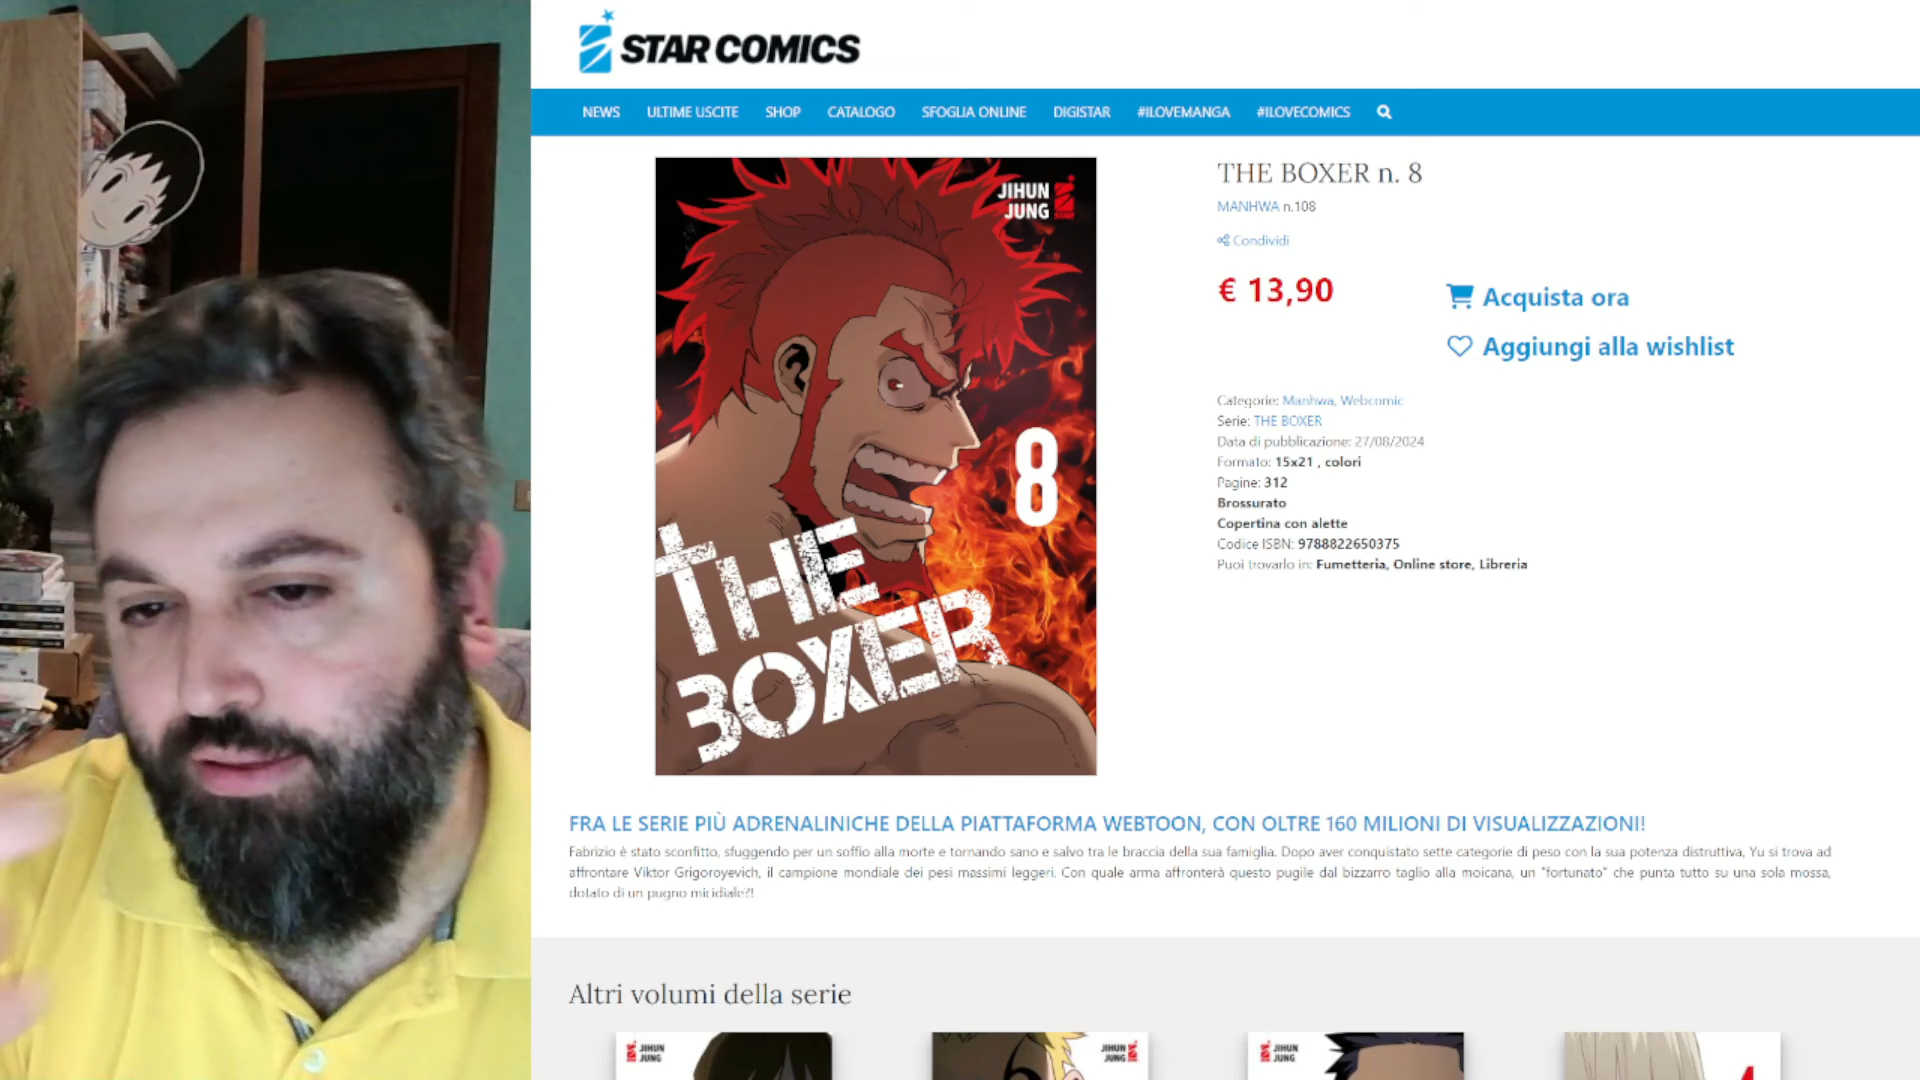 STAR COMICS
NEWS ULTIME USCITE SHOP CATALOGO SFOGLIA ONLINE DIGISTAR #ILOVEMANGA #ILOVECOMICS
JIHUN
JUNG
8
THE
BOXER
THE BOXER n. 8
MANHWA n.108
Condividi
€ 13,90
Acquista ora
Aggiungi alla wishlist
Categorie: Manhwa, Webcomic
Serie: THE BOXER
Data di pubblicazione: 27/08/2024
Formato: 15x21 , colori
Pagine: 312
Brossurato
Copertina con alette
Codice ISBN: 9788822650375
Puoi trovarlo in: Fumetteria, Online store, Libreria
FRA LE SERIE PIÙ ADRENALINICHE DELLA PIATTAFORMA WEBTOON, CON OLTRE 160 MILIONI DI VISUALIZZAZIONI!
Fabrizio è stato sconfitto, sfuggendo per un soffio alla morte e tornando sano e salvo tra le braccia della sua famiglia. Dopo aver conquistato sette categorie di peso con la sua potenza distruttiva, Yu si trova ad
affrontare Viktor Grigoroyevich, il campione mondiale dei pesi massimi leggeri. Con quale arma affronterà questo pugile dal bizzarro taglio alla moicana, un "fortunato" che punta tutto su una sola mossa,
dotato di un pugno micidiale?!
Altri volumi della serie
JIHUN
JUNG
JIHUN
JUNG
JIHUN
JUNG